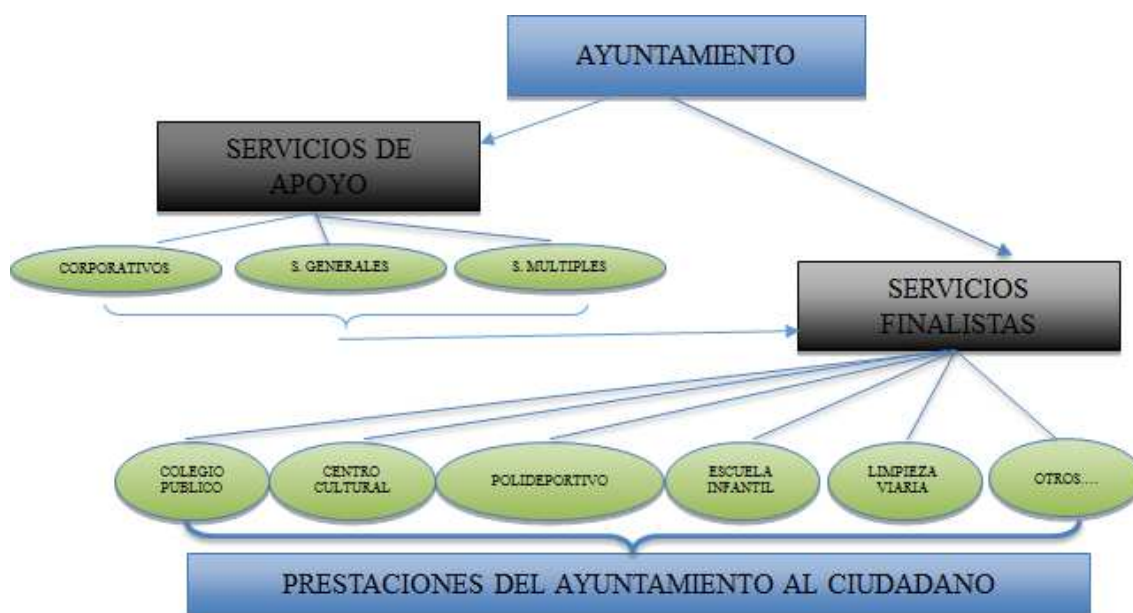 AYUNTAMIENTO
SERVICIOS DE
APOYO
CORPORATIVOS
S. GENERALES
S. MULTIPLES
SERVICIOS
FINALISTAS
COLEGIO
PUBLICO
CENTRO
CULTURAL
POLIDEPORTIVO
ESCUELA
INFANTIL
LIMPIEZA
VIARIA
OTROS....
PRESTACIONES DEL AYUNTAMIENTO AL CIUDADANO